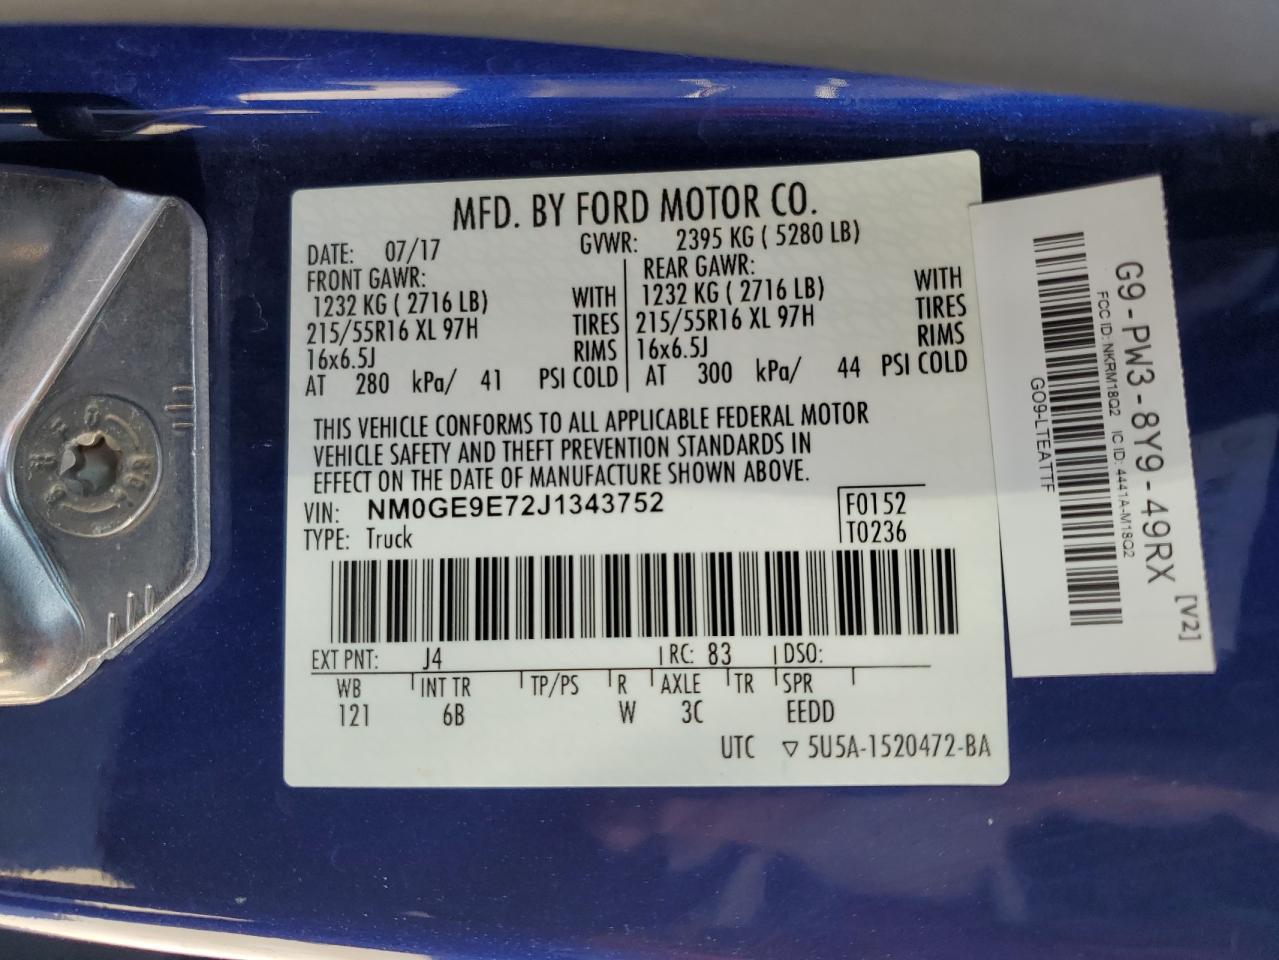 MFD. BY FORD MOTOR CO.
DATE: 07/17 GVWR: 2395 KG ( 5280 LB)
FRONT GAWR: REAR GAWR:
1232 KG ( 2716 LB) WITH 1232 KG ( 2716 LB) WITH
215/55R16 XL 97H TIRES 215/55R16 XL 97H TIRES
16x6.5J RIMS 16x6.5J RIMS
AT 280 kPa/ 41 PSI COLD AT 300 kPa/ 44 PSI COLD
THIS VEHICLE CONFORMS TO ALL APPLICABLE FEDERAL MOTOR
VEHICLE SAFETY AND THEFT PREVENTION STANDARDS IN
EFFECT ON THE DATE OF MANUFACTURE SHOWN ABOVE.
VIN: NM0GE9E72J1343752 F0152
TYPE: Truck T0236
EXT PNT: J4 RC: 83 DSO:
WB INT TR TP/PS R AXLE TR SPR
121 6B W 3C EEDD
UTC ▽ 5U5A-1520472-BA
G9-PW3-8Y9-49RX [V2]
FCC ID: NKRM18Q2 IC ID: 4441A-M18Q2
GO9-LTEATTF